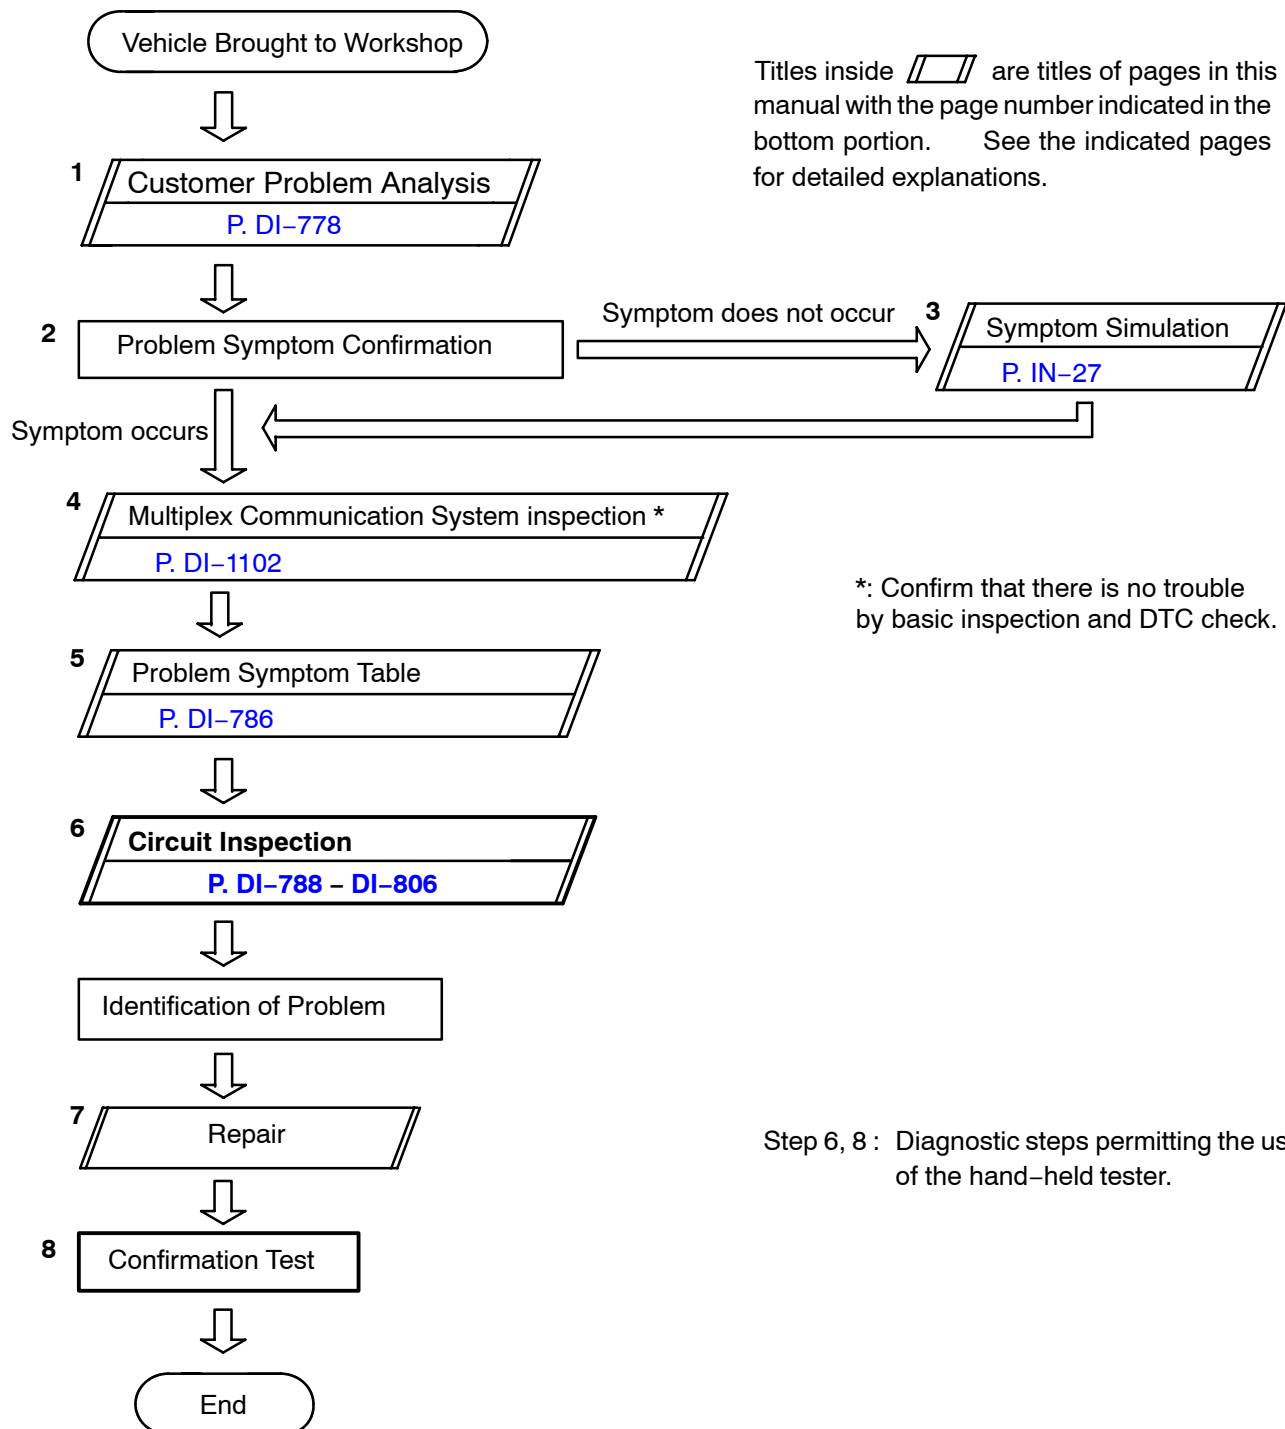 Vehicle Brought to Workshop
Titles inside are titles of pages in this
manual with the page number indicated in the
bottom portion. See the indicated pages
for detailed explanations.
1
Customer Problem Analysis
P. DI–778
2
Problem Symptom Confirmation
Symptom does not occur
3
Symptom Simulation
P. IN–27
Symptom occurs
4
Multiplex Communication System inspection *
P. DI–1102
*: Confirm that there is no trouble
by basic inspection and DTC check.
5
Problem Symptom Table
P. DI–786
6
Circuit Inspection
P. DI–788 – DI–806
Identification of Problem
7
Repair
Step 6, 8 : Diagnostic steps permitting the us
of the hand–held tester.
8
Confirmation Test
End